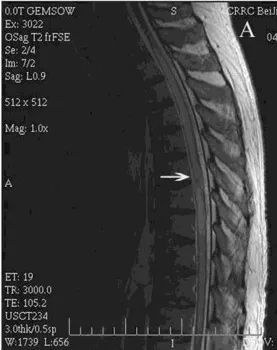 0.0T GEMSOW
Ex: 3022
OSag T2 frFSE
Se: 2/4
Im: 7/2
Sag: L0.9
512 x 512
Mag: 1.0x
S
CRRC BeiJi
A
04
A
ET: 19
TR: 3000.0
TE: 105.2
USCT234
3.0thk/0.5sp
W:1739 L:656
I
V: